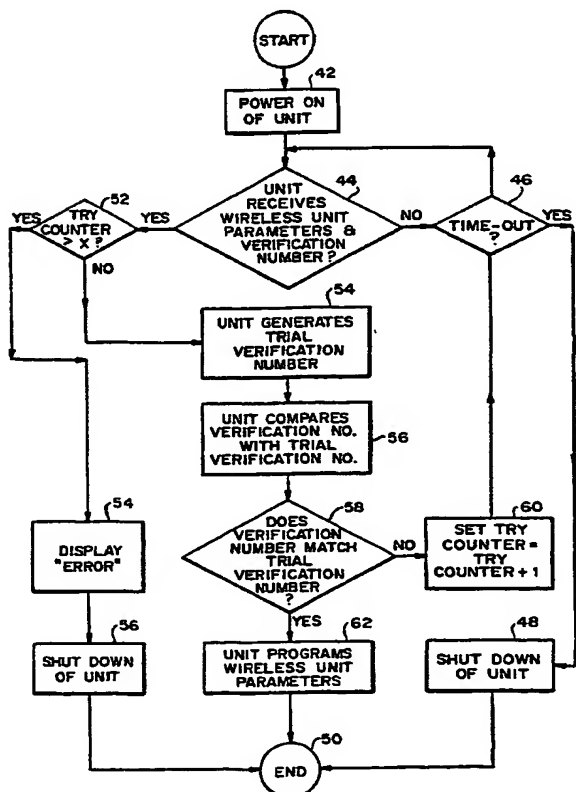 START
42
POWER ON
OF UNIT
44
UNIT
RECEIVES
WIRELESS UNIT
PARAMETERS &
VERIFICATION
NUMBER?
YES
NO
52
TRY
COUNTER
> X ?
YES
NO
46
TIME-OUT
?
YES
54
UNIT GENERATES
TRIAL
VERIFICATION
NUMBER
UNIT COMPARES
VERIFICATION NO.
WITH TRIAL
VERIFICATION NO.
56
58
DOES
VERIFICATION
NUMBER MATCH
TRIAL
VERIFICATION
NUMBER
?
NO
YES
60
SET TRY
COUNTER=
TRY
COUNTER+1
54
DISPLAY
"ERROR"
56
SHUT DOWN
OF UNIT
62
UNIT PROGRAMS
WIRELESS UNIT
PARAMETERS
48
SHUT DOWN
OF UNIT
50
END